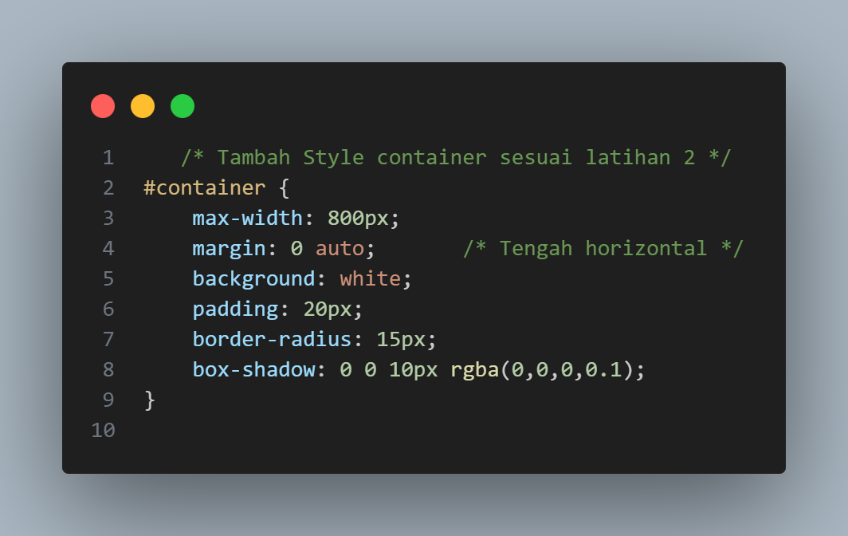 1 /* Tambah Style container sesuai latihan 2 */
2 #container {
3 max-width: 800px;
4 margin: 0 auto; /* Tengah horizontal */
5 background: white;
6 padding: 20px;
7 border-radius: 15px;
8 box-shadow: 0 0 10px rgba(0,0,0,0.1);
9 }
10